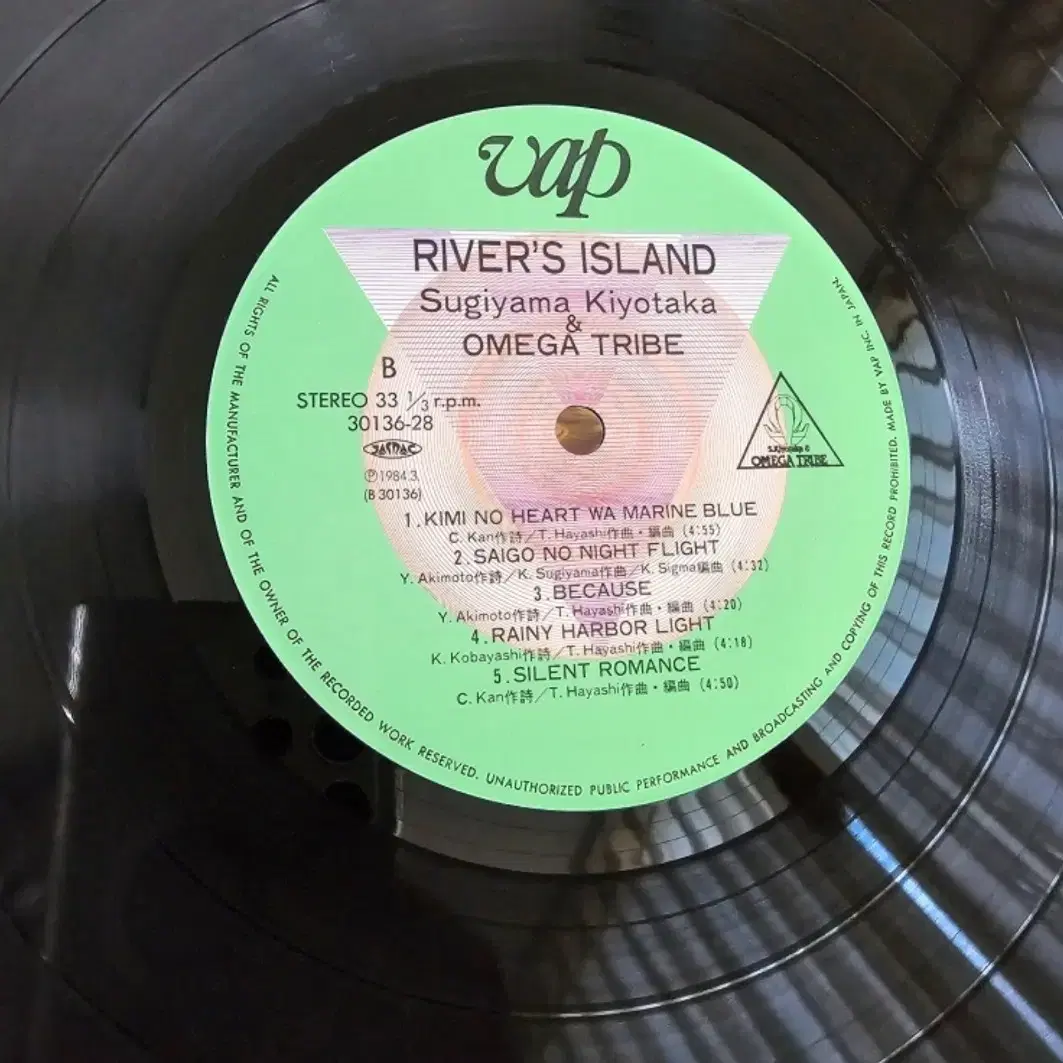 vap
RIVER'S ISLAND
Sugiyama Kiyotaka
&
OMEGA TRIBE
B
STEREO 33 1/3 r.p.m.
30136-28
JASRAC
Ⓟ1984.3.
(B 30136)
OMEGA TRIBE
1.KIMI NO HEART WA MARINE BLUE
C. Kan作詩／T. Hayashi作曲・編曲 (4:55)
2.SAIGO NO NIGHT FLIGHT
Y. Akimoto作詩／K. Sugiyama作曲／K. Sigma編曲 (4:32)
3.BECAUSE
Y. Akimoto作詩／T. Hayashi作曲・編曲 (4:20)
4.RAINY HARBOR LIGHT
K. Kobayashi作詩／T. Hayashi作曲・編曲 (4:18)
5.SILENT ROMANCE
C. Kan作詩／T. Hayashi作曲・編曲 (4:50)
ALL RIGHTS OF THE MANUFACTURER AND OF THE OWNER OF THE RECORDED WORK RESERVED. UNAUTHORIZED PUBLIC PERFORMANCE AND BROADCASTING AND COPYING OF THIS RECORD PROHIBITED. MADE BY VAP INC. IN JAPAN.